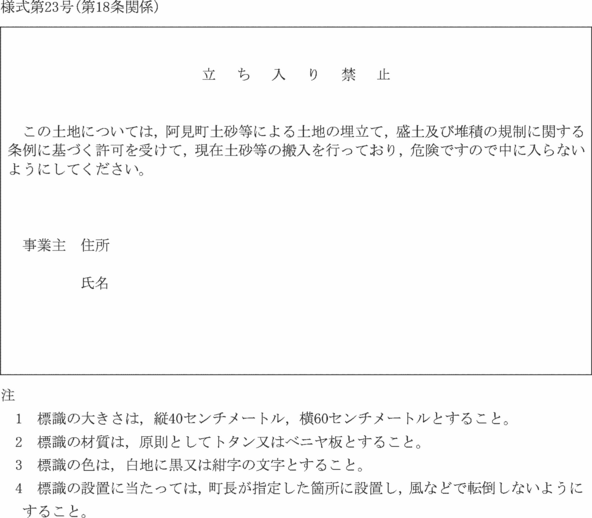 様式第23号(第18条関係)
立ち入り禁止
この土地については，阿見町土砂等による土地の埋立て，盛土及び堆積の規制に関する
条例に基づく許可を受けて，現在土砂等の搬入を行っており，危険ですので中に入らない
ようにしてください。
事業主　住所
氏名
注
1　標識の大きさは，縦40センチメートル，横60センチメートルとすること。
2　標識の材質は，原則としてトタン又はベニヤ板とすること。
3　標識の色は，白地に黒又は紺字の文字とすること。
4　標識の設置に当たっては，町長が指定した箇所に設置し，風などで転倒しないように
すること。